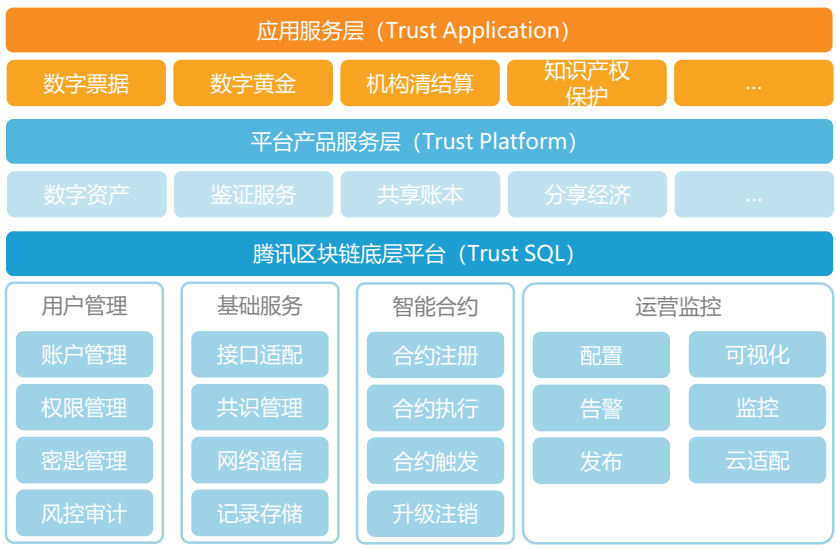 应用服务层（Trust Application）
数字票据
数字黄金
机构清结算
知识产权
保护
...
平台产品服务层（Trust Platform）
数字资产
鉴证服务
共享账本
分享经济
...
腾讯区块链底层平台（Trust SQL）
用户管理
账户管理
权限管理
密匙管理
风控审计
基础服务
接口适配
共识管理
网络通信
记录存储
智能合约
合约注册
合约执行
合约触发
升级注销
运营监控
配置
可视化
告警
监控
发布
云适配